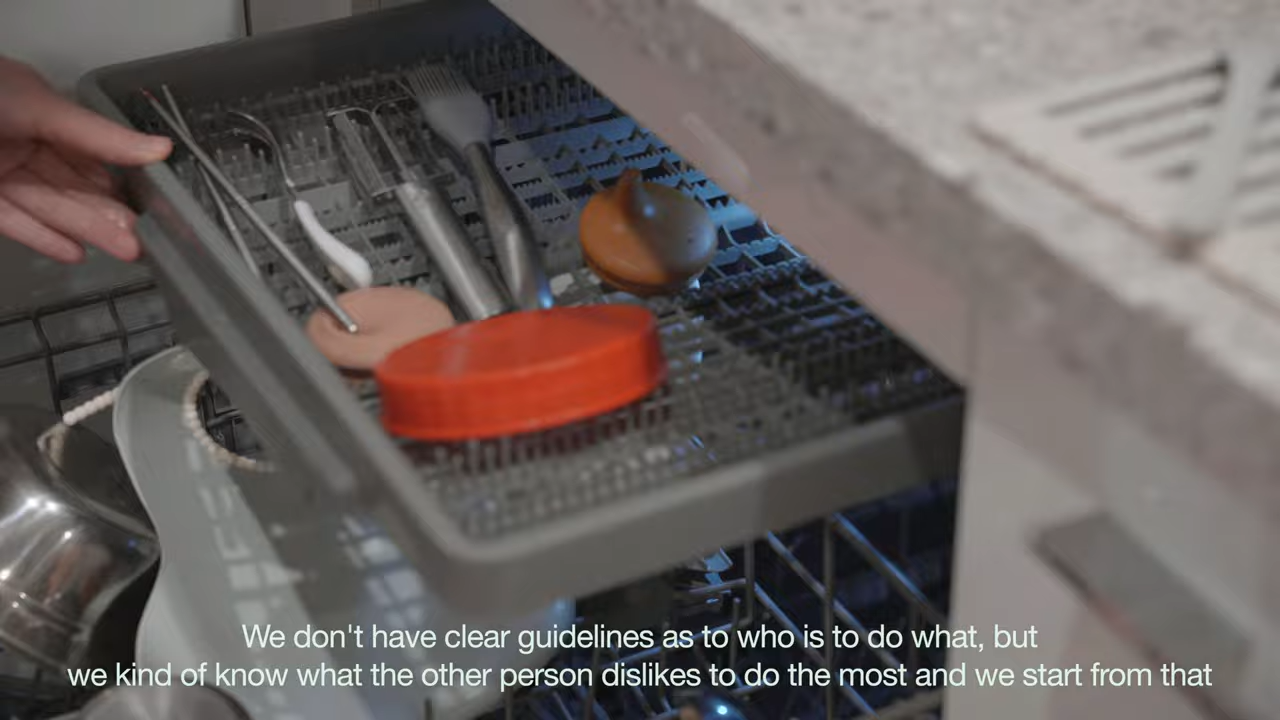 We don't have clear guidelines as to who is to do what, but
we kind of know what the other person dislikes to do the most and we start from that